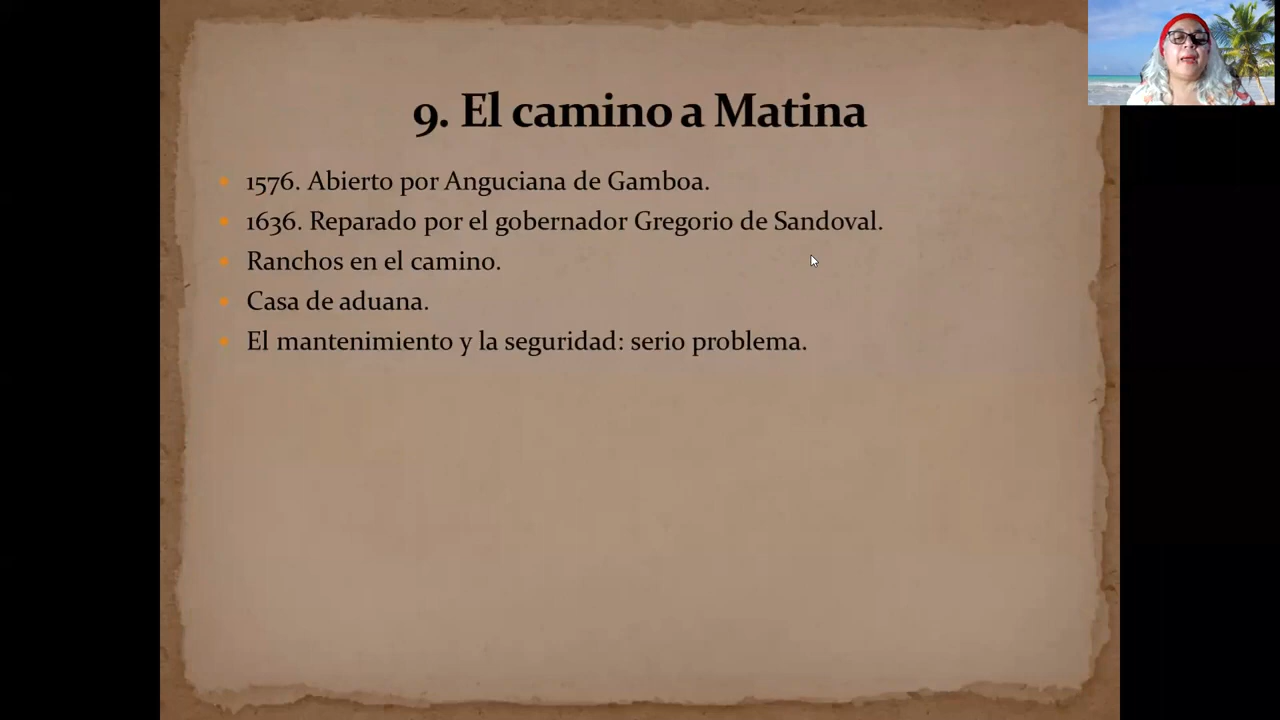 9. El camino a Matina
1576. Abierto por Anguciana de Gamboa.
1636. Reparado por el gobernador Gregorio de Sandoval.
Ranchos en el camino.
Casa de aduana.
El mantenimiento y la seguridad: serio problema.